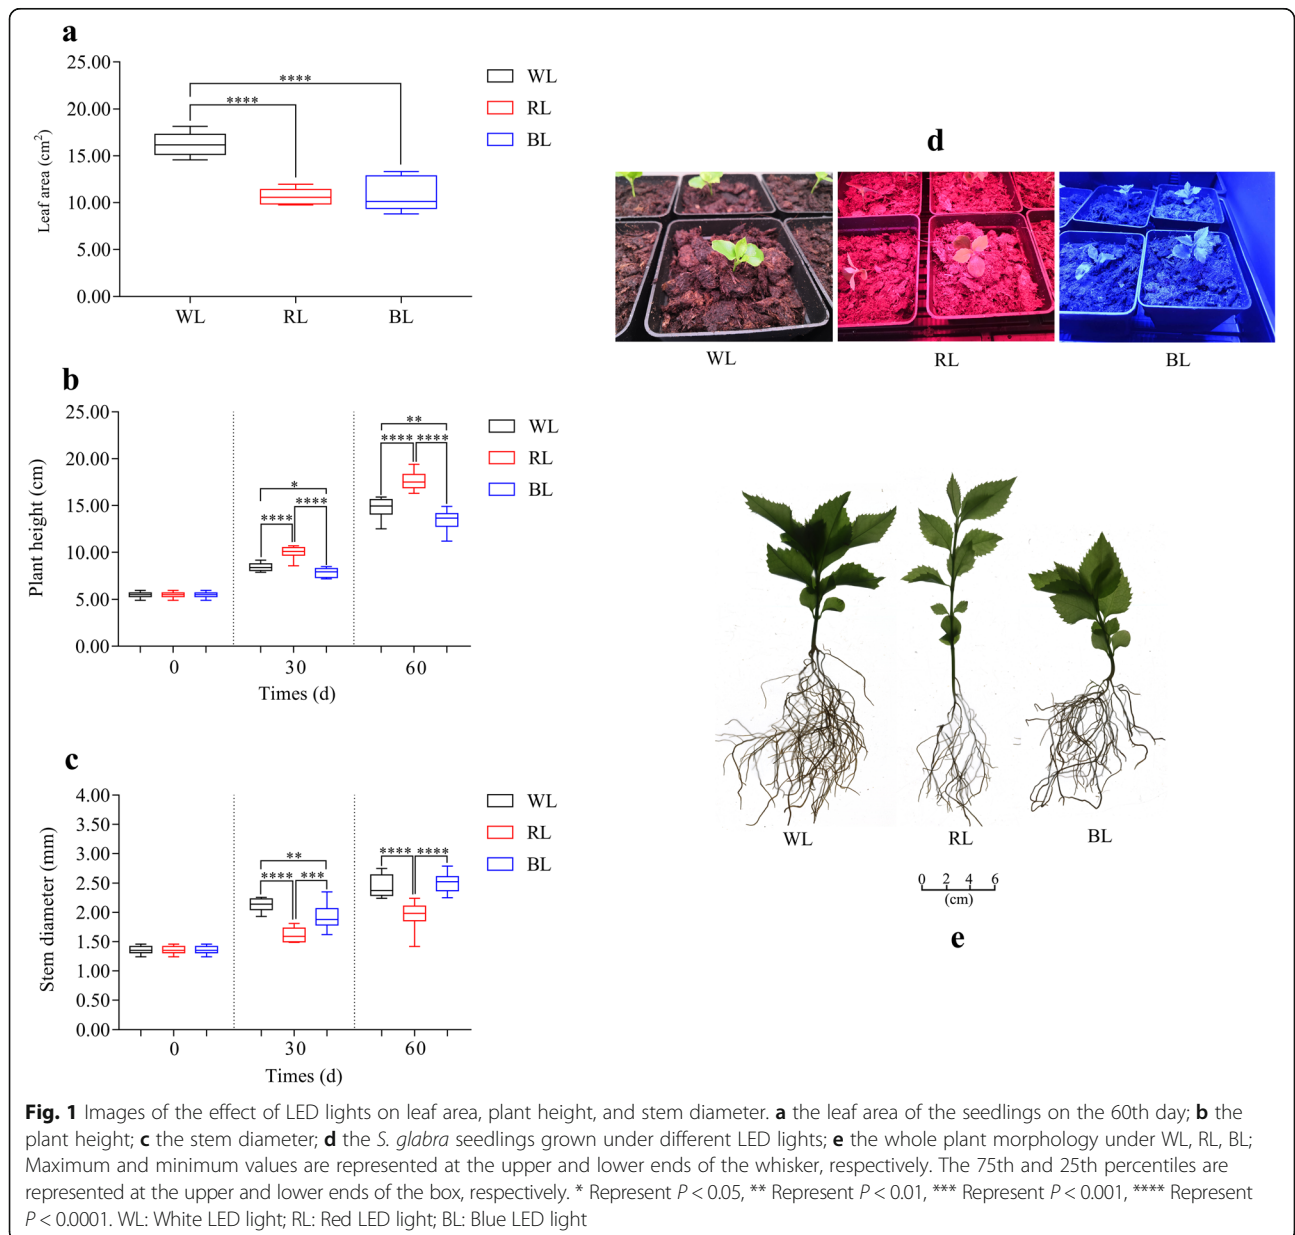 a
25.00
20.00
15.00
10.00
5.00
0.00
Leaf area (cm²)
****
****
WL
RL
BL
WL
RL
BL
b
25.00
20.00
15.00
10.00
5.00
0.00
Plant height (cm)
*
****
****
**
**** ****
0 30 60
Times (d)
WL
RL
BL
c
4.00
3.50
3.00
2.50
2.00
1.50
1.00
0.50
0.00
Stem diameter (mm)
**
**** ***
**** ****
0 30 60
Times (d)
WL
RL
BL
d
WL RL BL
WL RL BL
0 2 4 6
(cm)
e
Fig. 1 Images of the effect of LED lights on leaf area, plant height, and stem diameter. a the leaf area of the seedlings on the 60th day; b the
plant height; c the stem diameter; d the S. glabra seedlings grown under different LED lights; e the whole plant morphology under WL, RL, BL;
Maximum and minimum values are represented at the upper and lower ends of the whisker, respectively. The 75th and 25th percentiles are
represented at the upper and lower ends of the box, respectively. * Represent P < 0.05, ** Represent P < 0.01, *** Represent P < 0.001, **** Represent
P < 0.0001. WL: White LED light; RL: Red LED light; BL: Blue LED light